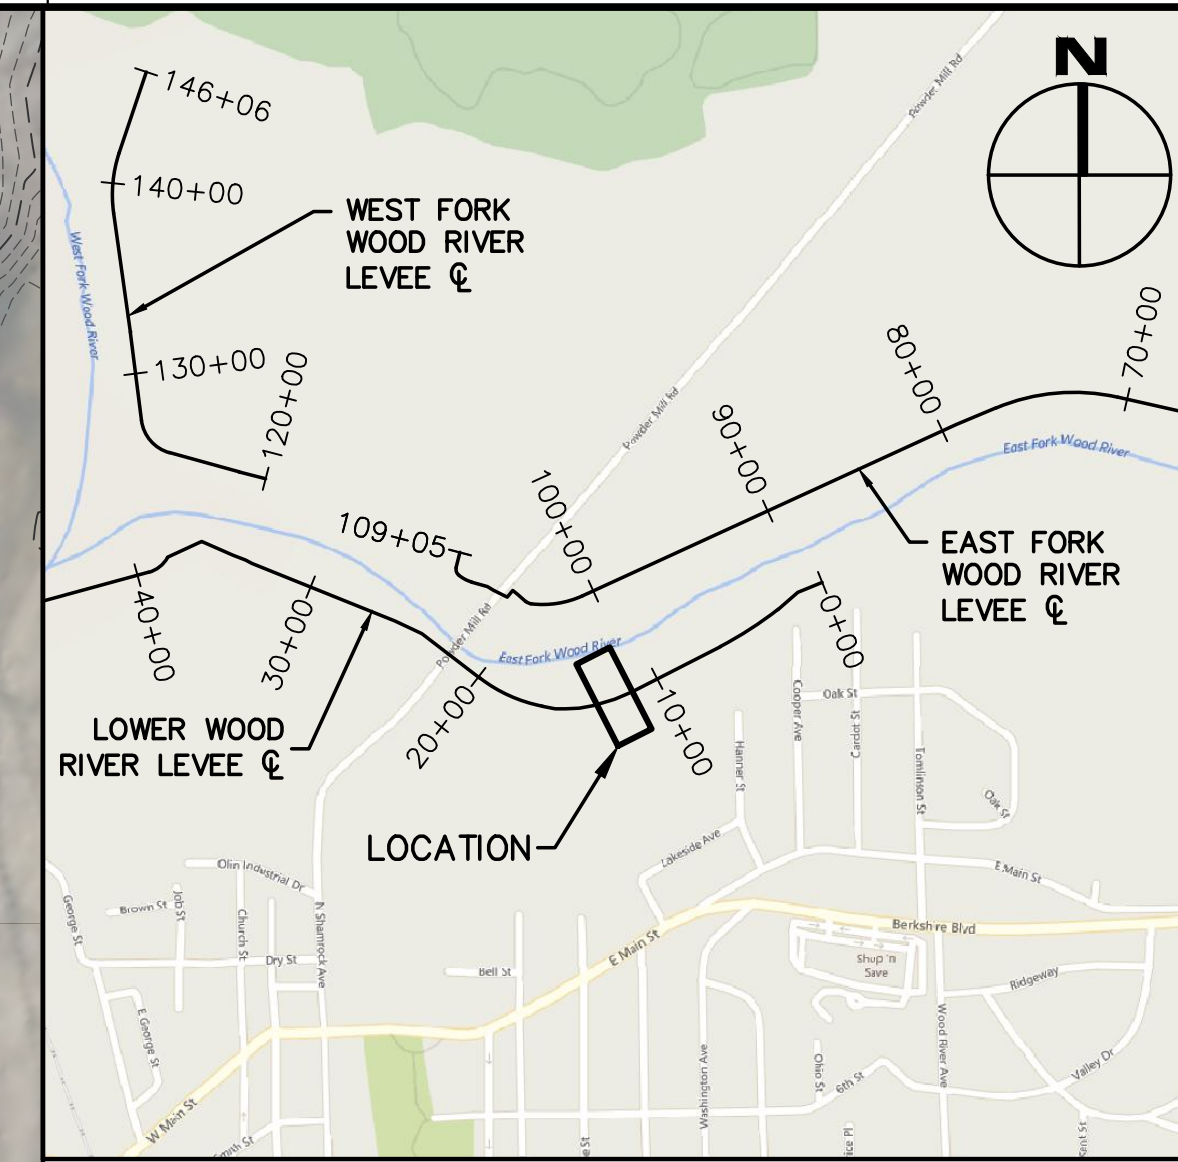 N
146+06
140+00
WEST FORK
WOOD RIVER
LEVEE ℄
West Fork Wood River
130+00
120+00
Powder Mill Rd
Powder Mill Rd
Powder Mill Rd
70+00
80+00
90+00
100+00
109+05
East Fork Wood River
EAST FORK
WOOD RIVER
LEVEE ℄
East Fork Wood River
0+00
10+00
20+00
30+00
40+00
LOWER WOOD
RIVER LEVEE ℄
LOCATION
Oak St
Cooper Ave
Hanner St
Tomlinson St
Oak St
Lakeside Ave
E Main St
Berkshire Blvd
E Main St
Olin Industrial Dr
George St
Brown St
Job St
Church St
N Shamrock Ave
Dry St
Bell St
Shop 'n
Save
Ridgeway
E George St
Wood River Ave
Washington Ave
Ohio St
6th St
Valley Dr
W Main St
Smith St
e St